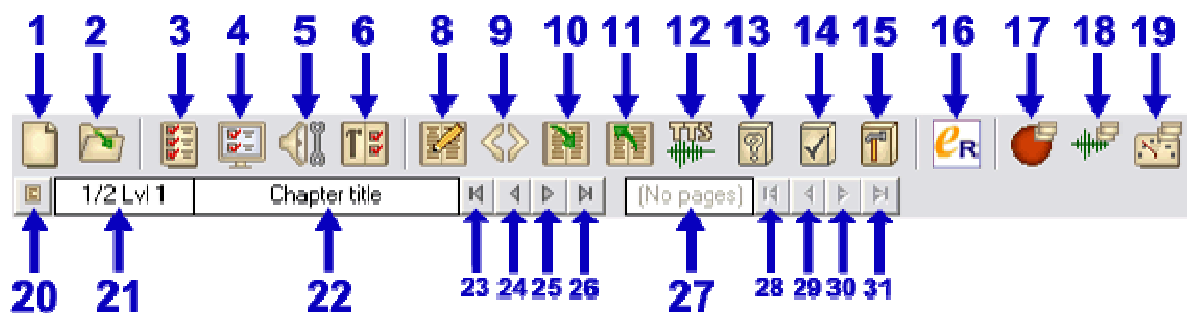 1 2 3 4 5 6 8 9 10 11 12 13 14 15 16 17 18 19
T TTS ? eR
E 1/2 Lvl 1 Chapter title (No pages)
20 21 22 23 24 25 26 27 28 29 30 31